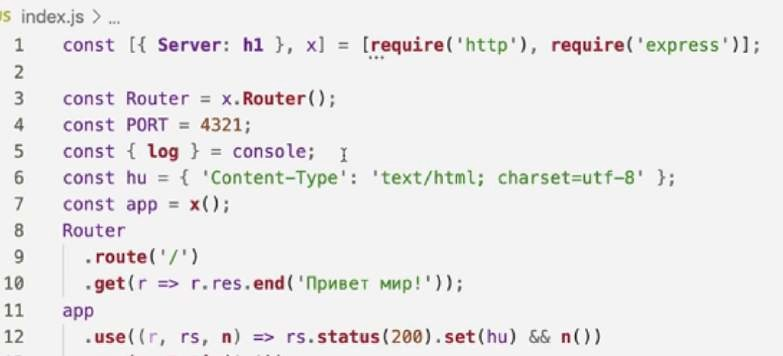 JS index.js > ...
1 const [{ Server: h1 }, x] = [require('http'), require('express')];
2
3 const Router = x.Router();
4 const PORT = 4321;
5 const { log } = console;
6 const hu = { 'Content-Type': 'text/html; charset=utf-8' };
7 const app = x();
8 Router
9 .route('/')
10 .get(r => r.res.end('Привет мир!'));
11 app
12 .use((r, rs, n) => rs.status(200).set(hu) && n())